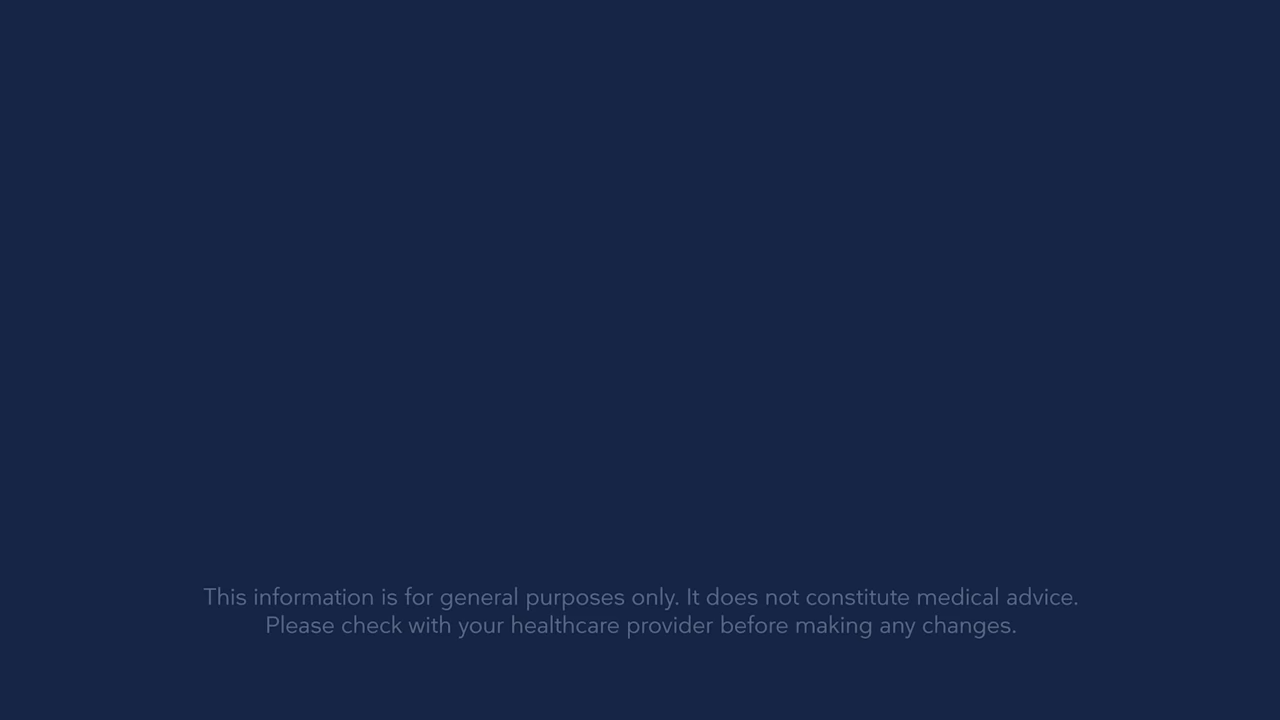 This information is for general purposes only. It does not constitute medical advice.
Please check with your healthcare provider before making any changes.